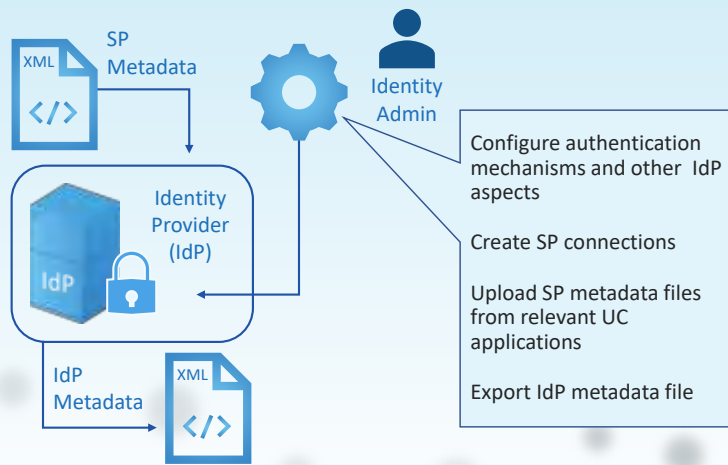 SP
Metadata
XML
</>
Identity
Admin
Identity
Provider
(IdP)
IdP
Configure authentication
mechanisms and other IdP
aspects
Create SP connections
Upload SP metadata files
from relevant UC
applications
Export IdP metadata file
IdP
Metadata
XML
</>